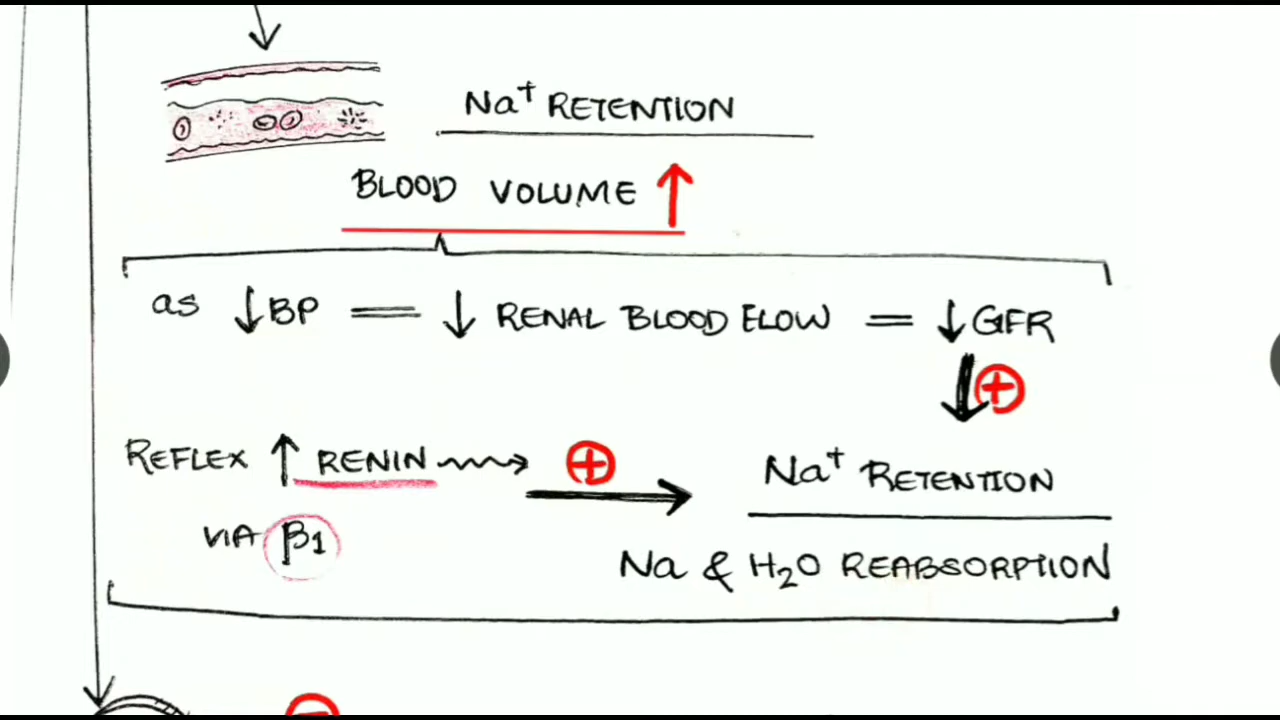 Na⁺ RETENTION
BLOOD VOLUME ↑
as ↓BP = ↓ RENAL BLOOD FLOW = ↓GFR
⊕
REFLEX ↑ RENIN ⊕ → Na⁺ RETENTION
VIA β1
Na & H₂O REABSORPTION